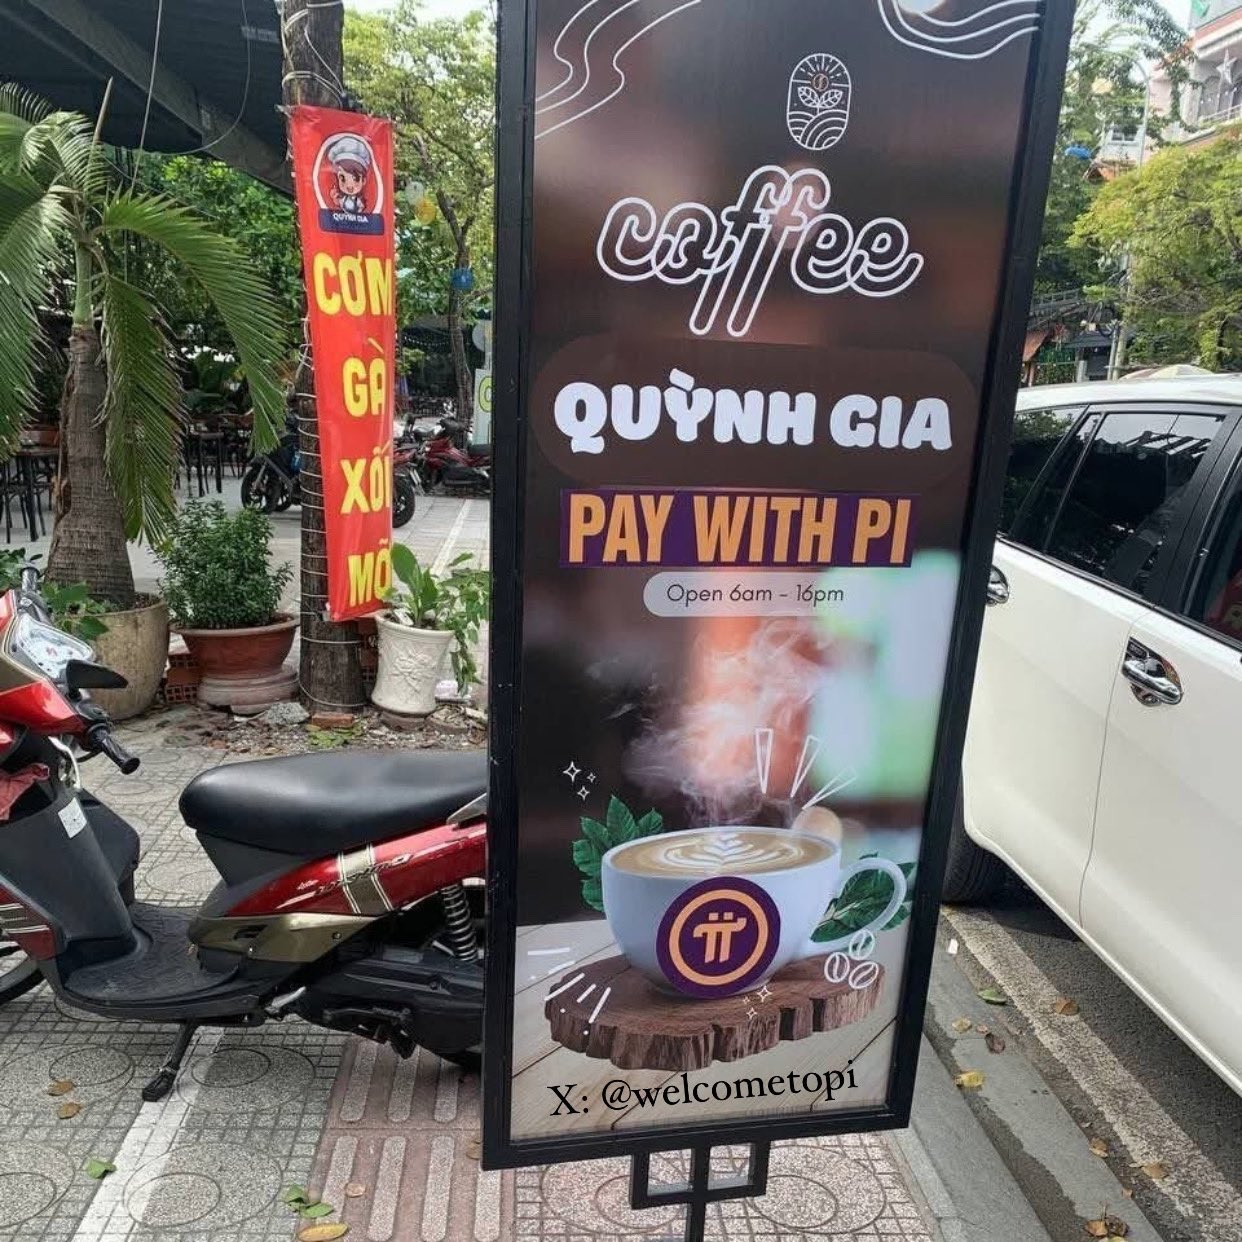 QUỲNH GIA
CƠM
GÀ
XỐI
MỠ
coffee
QUỲNH GIA
PAY WITH PI
Open 6am - 16pm
X: @welcometopi